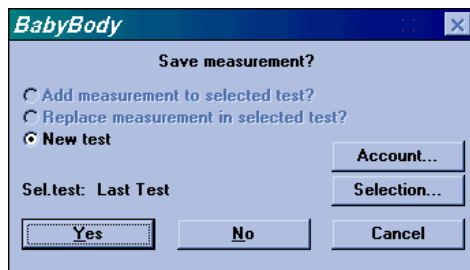 BabyBody
Save measurement?
Add measurement to selected test?
Replace measurement in selected test?
New test
Account...
Sel.test: Last Test
Selection...
Yes
No
Cancel